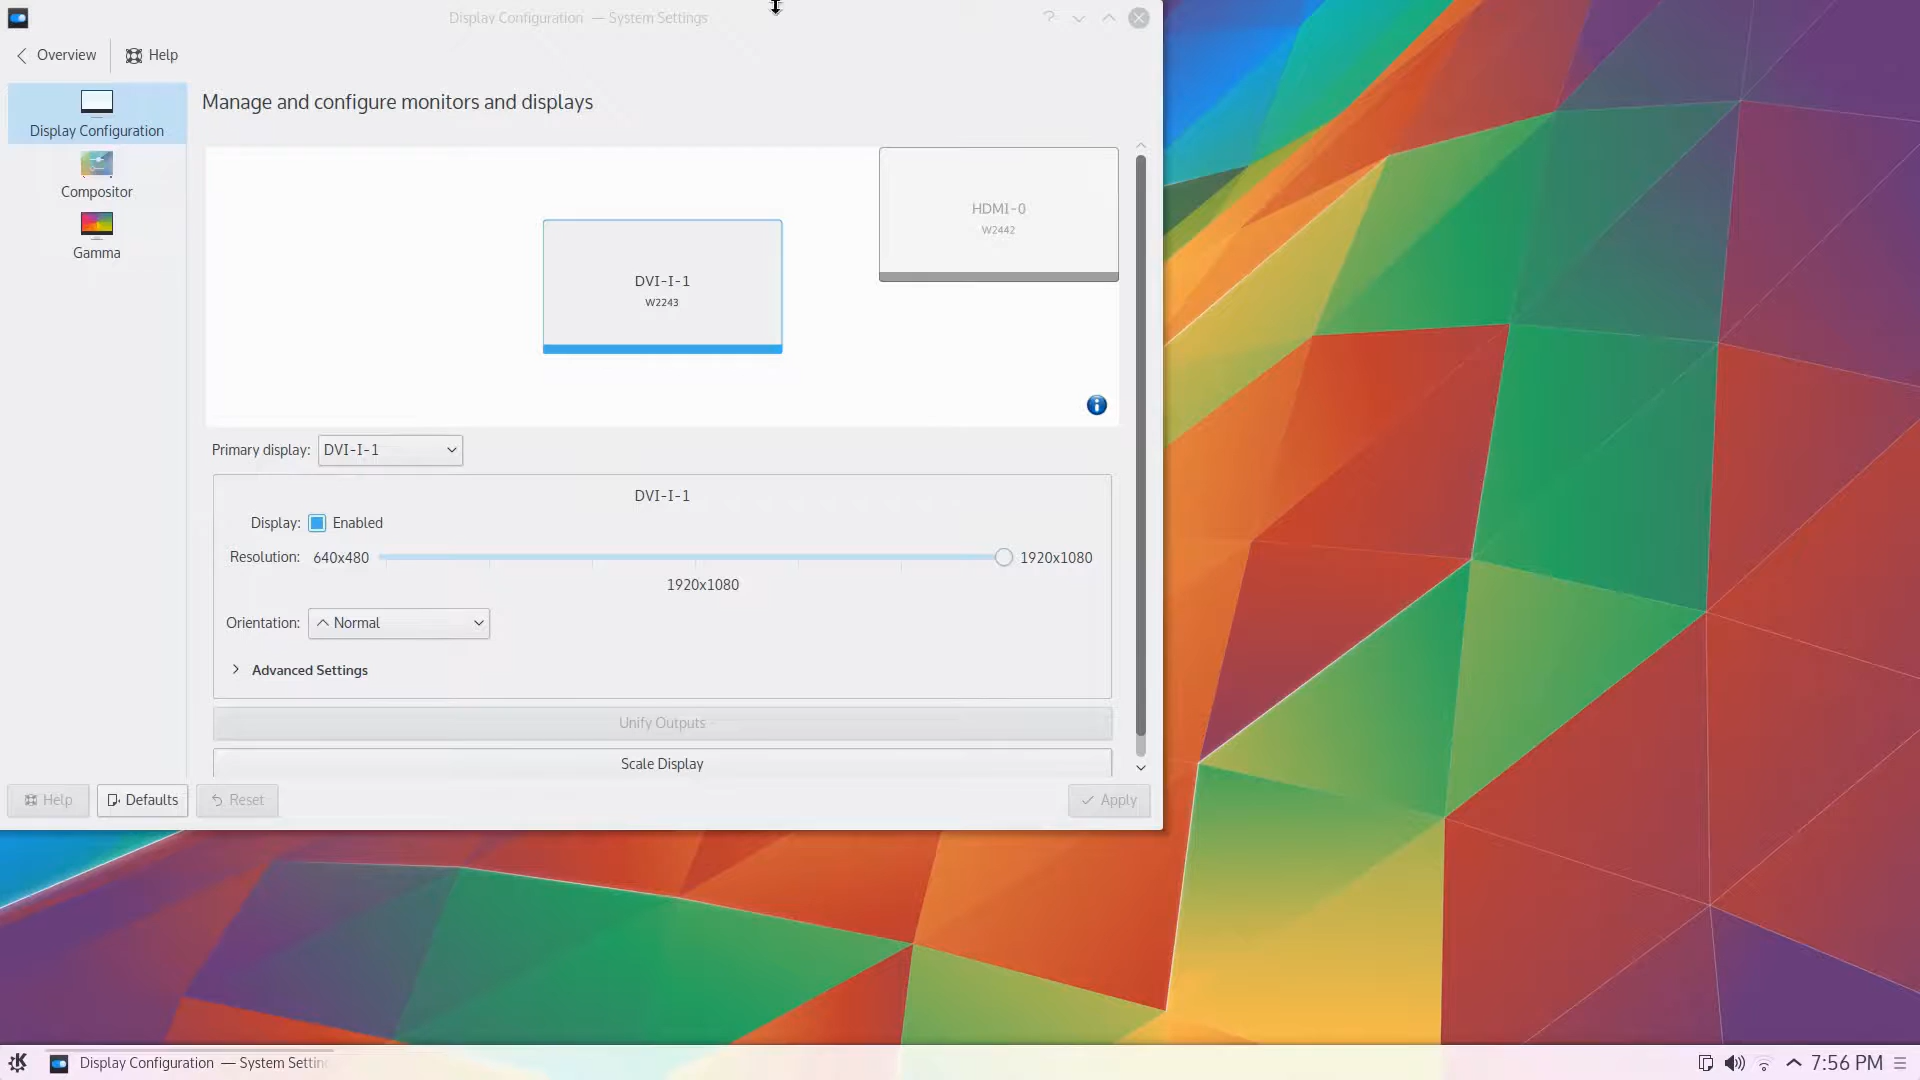 Display Configuration — System Settings
Overview
Help
Display Configuration
Compositor
Gamma
Manage and configure monitors and displays
HDMI-0
W2442
DVI-I-1
W2243
Primary display: DVI-I-1
DVI-I-1
Display: Enabled
Resolution: 640x480 1920x1080
1920x1080
Orientation: Normal
Advanced Settings
Unify Outputs
Scale Display
Help
Defaults
Reset
Apply
Display Configuration — System Settin
7:56 PM